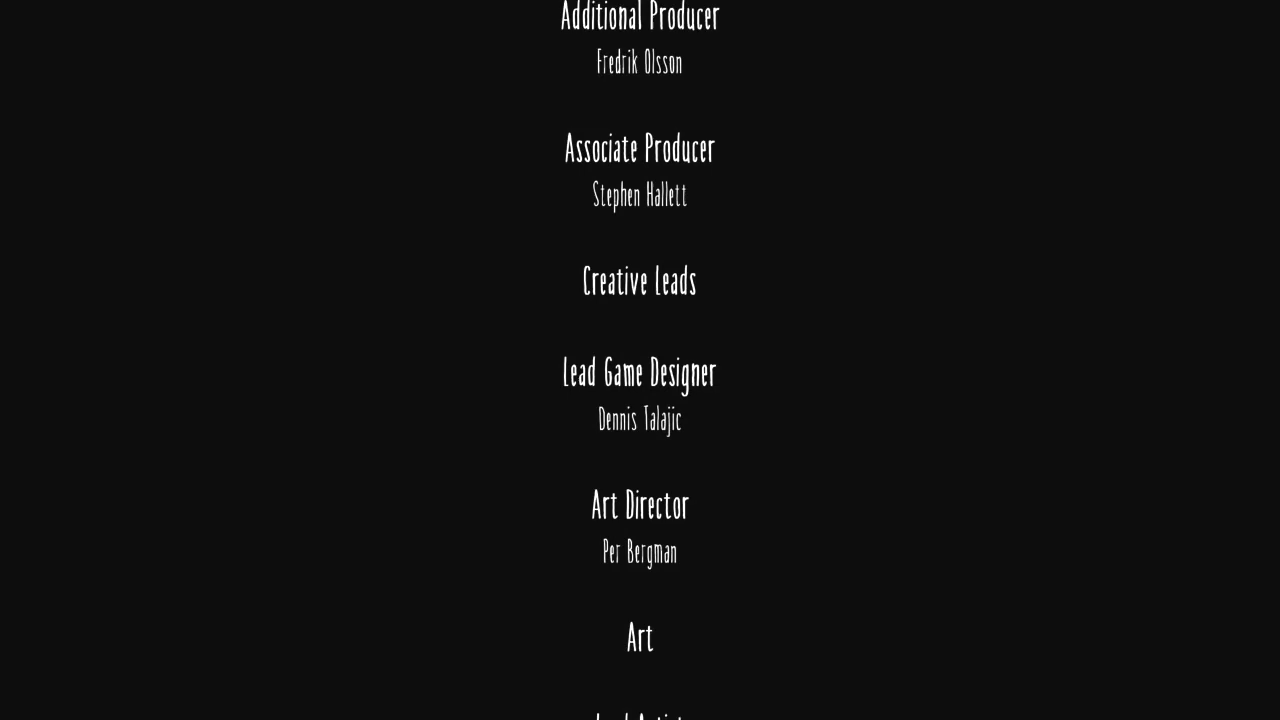 Additional Producer
Fredrik Olsson
Associate Producer
Stephen Hallett
Creative Leads
Lead Game Designer
Dennis Talajic
Art Director
Per Bergman
Art